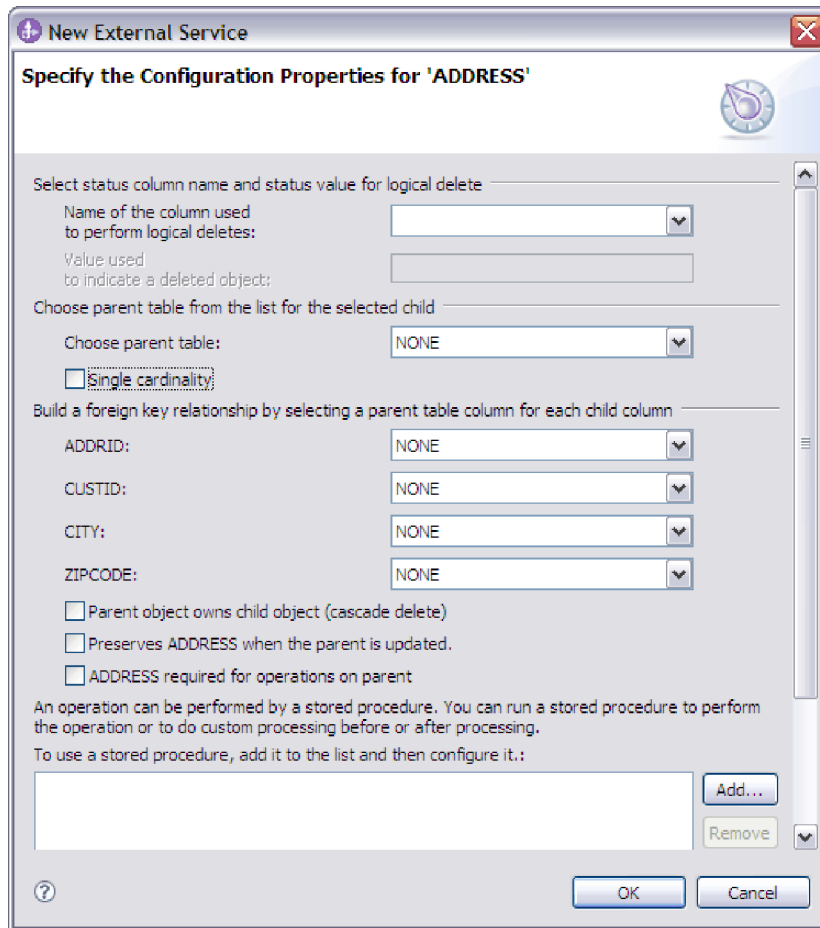 New External Service
Specify the Configuration Properties for 'ADDRESS'
Select status column name and status value for logical delete
Name of the column used
to perform logical deletes:
Value used
to indicate a deleted object:
Choose parent table from the list for the selected child
Choose parent table:
NONE
Single cardinality
Build a foreign key relationship by selecting a parent table column for each child column
ADDRID:
NONE
CUSTID:
NONE
CITY:
NONE
ZIPCODE:
NONE
Parent object owns child object (cascade delete)
Preserves ADDRESS when the parent is updated.
ADDRESS required for operations on parent
An operation can be performed by a stored procedure. You can run a stored procedure to perform
the operation or to do custom processing before or after processing.
To use a stored procedure, add it to the list and then configure it.:
Add...
Remove
?
OK
Cancel